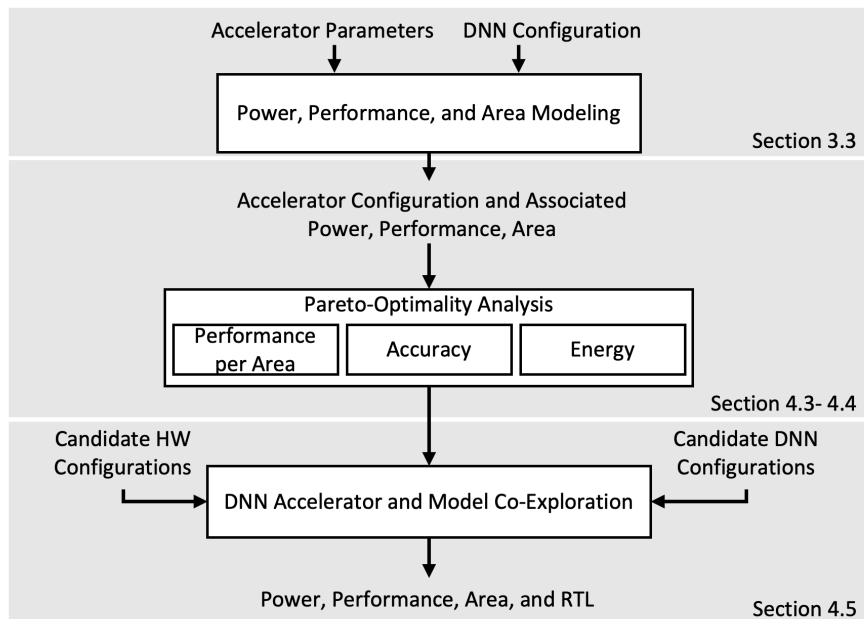 Accelerator Parameters
DNN Configuration
Power, Performance, and Area Modeling
Section 3.3
Accelerator Configuration and Associated
Power, Performance, Area
Pareto-Optimality Analysis
Performance
per Area
Accuracy
Energy
Section 4.3- 4.4
Candidate HW
Configurations
Candidate DNN
Configurations
DNN Accelerator and Model Co-Exploration
Power, Performance, Area, and RTL
Section 4.5